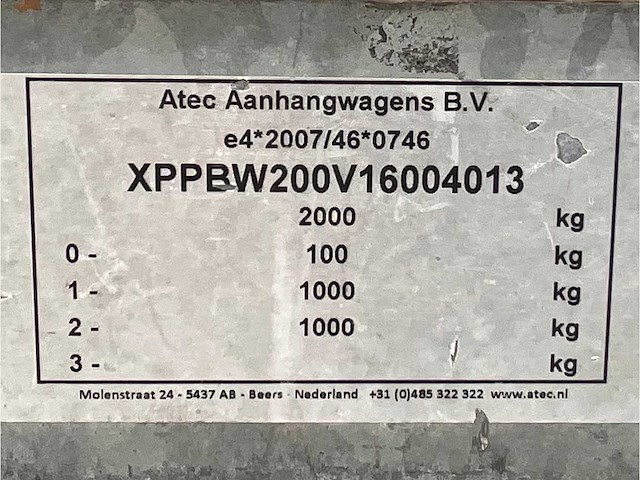 Atec Aanhangwagens B.V.
e4*2007/46*0746
XPPBW200V16004013
2000 kg
0 - 100 kg
1 - 1000 kg
2 - 1000 kg
3 - kg
Molenstraat 24 - 5437 AB - Beers - Nederland +31 (0)485 322 322 www.atec.nl